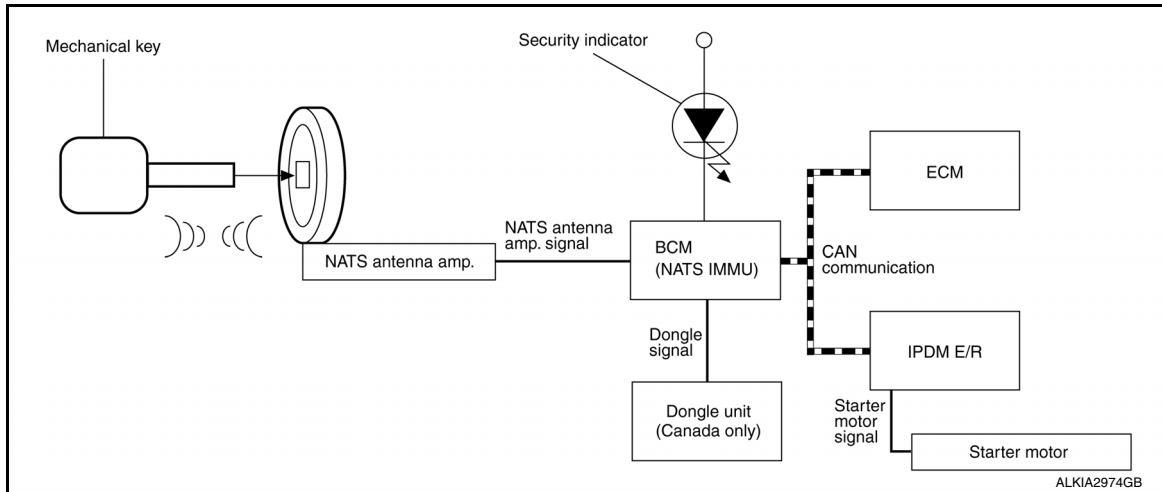 Mechanical key
Security indicator
NATS antenna
amp. signal
NATS antenna amp.
BCM
(NATS IMMU)
ECM
CAN
communication
Dongle
signal
IPDM E/R
Dongle unit
(Canada only)
Starter
motor
signal
Starter motor
ALKIA2974GB